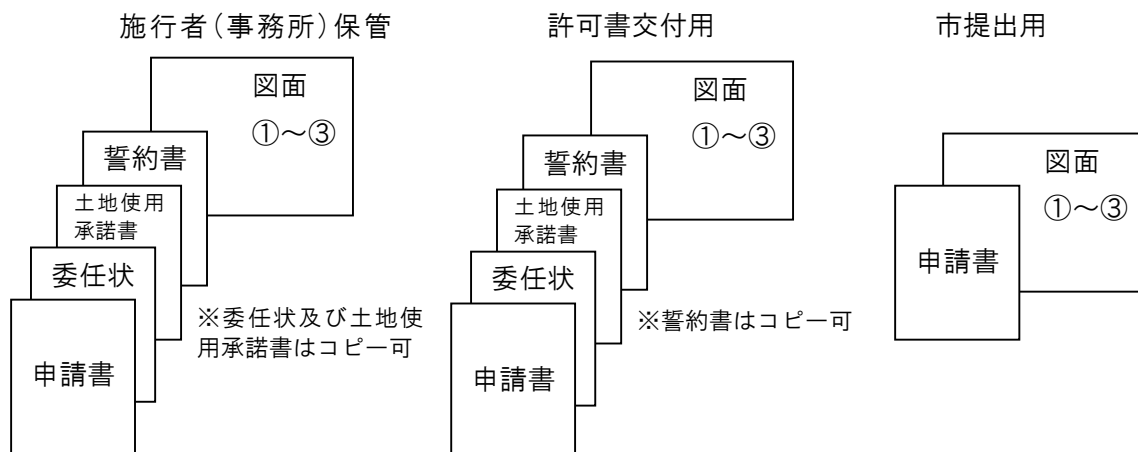 施行者（事務所）保管
図面
①～③
誓約書
土地使用
承諾書
委任状
申請書
※委任状及び土地使
用承諾書はコピー可
許可書交付用
図面
①～③
誓約書
土地使用
承諾書
委任状
申請書
※誓約書はコピー可
市提出用
図面
①～③
申請書